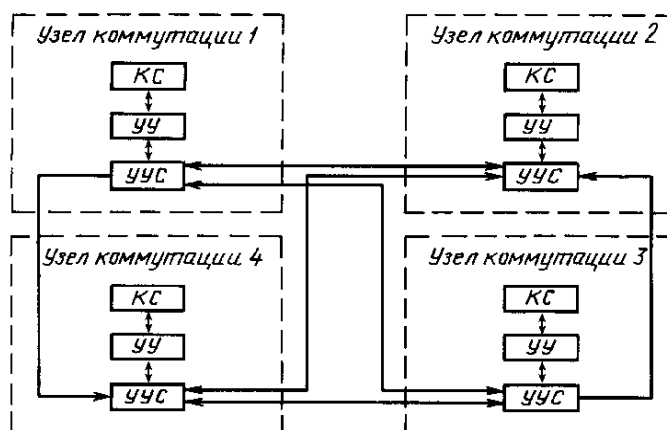 Узел коммутации 1
КС
УУ
УУС
Узел коммутации 2
КС
УУ
УУС
Узел коммутации 4
КС
УУ
УУС
Узел коммутации 3
КС
УУ
УУС